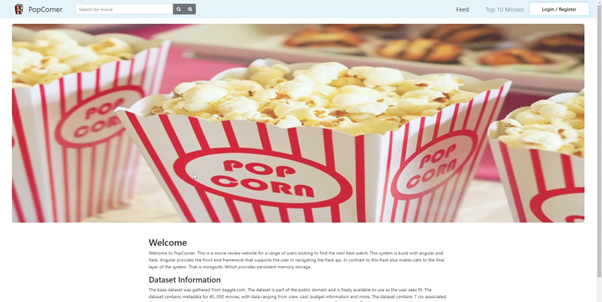 PopCorner
Search for movie
Feed
Top 10 Movies
Login / Register
POP
CORN
POP
CORN
POP
CORN
Welcome
Welcome to PopCorner. This is a movie review website for a range of users looking to find the next best watch. This system is build with angular and
flask. Angular provides the front end framework that supports the user in navigating the flask api. In contrast to this flask also makes calls to the final
layer of the system. That is mongodb. Which provides persistent memory storage.
Dataset Information
The base dataset was gathered from kaggle.com. The dataset is part of the public domain and is freely available to use as the user sees fit. The
dataset contains metadata for 45,000 movies, with data ranging from view, cast, budget information and more. The dataset contains 7 csv associated